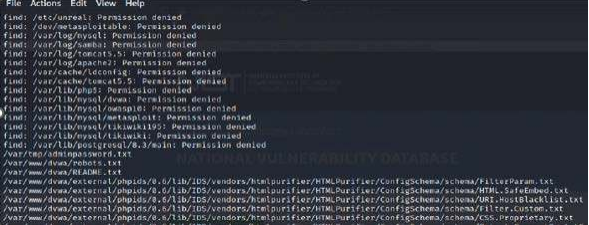 File Actions Edit View Help
find: /etc/unreal: Permission denied
find: /dev/metasploitable: Permission denied
find: /var/log/mysql: Permission denied
find: /var/log/samba: Permission denied
find: /var/log/tomcat5.5: Permission denied
find: /var/log/apache2: Permission denied
find: /var/cache/ldconfig: Permission denied
find: /var/cache/tomcat5.5: Permission denied
find: /var/lib/php5: Permission denied
find: /var/lib/mysql/dvwa: Permission denied
find: /var/lib/mysql/owasp10: Permission denied
find: /var/lib/mysql/metasploit: Permission denied
find: /var/lib/mysql/tikiwiki195: Permission denied
find: /var/lib/mysql/tikiwiki: Permission denied
find: /var/lib/postgresql/8.3/main: Permission denied
/var/tmp/adminpassword.txt
/var/www/dvwa/robots.txt
/var/www/dvwa/README.txt
/var/www/dvwa/external/phpids/0.6/lib/IDS/vendors/htmlpurifier/HTMLPurifier/ConfigSchema/schema/FilterParam.txt
/var/www/dvwa/external/phpids/0.6/lib/IDS/vendors/htmlpurifier/HTMLPurifier/ConfigSchema/schema/HTML.SafeEmbed.txt
/var/www/dvwa/external/phpids/0.6/lib/IDS/vendors/htmlpurifier/HTMLPurifier/ConfigSchema/schema/URI.HostBlacklist.txt
/var/www/dvwa/external/phpids/0.6/lib/IDS/vendors/htmlpurifier/HTMLPurifier/ConfigSchema/schema/Filter.Custom.txt
/var/www/dvwa/external/phpids/0.6/lib/IDS/vendors/htmlpurifier/HTMLPurifier/ConfigSchema/schema/CSS.Proprietary.txt
NATIONAL VULNERABILITY DATABASE